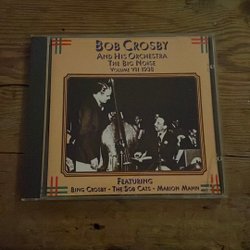 BOB CROSBY
AND HIS ORCHESTRA
THE BIG NOISE
VOLUME VII 1938
FEATURING
BING CROSBY - THE BOB CATS - MARION MANN